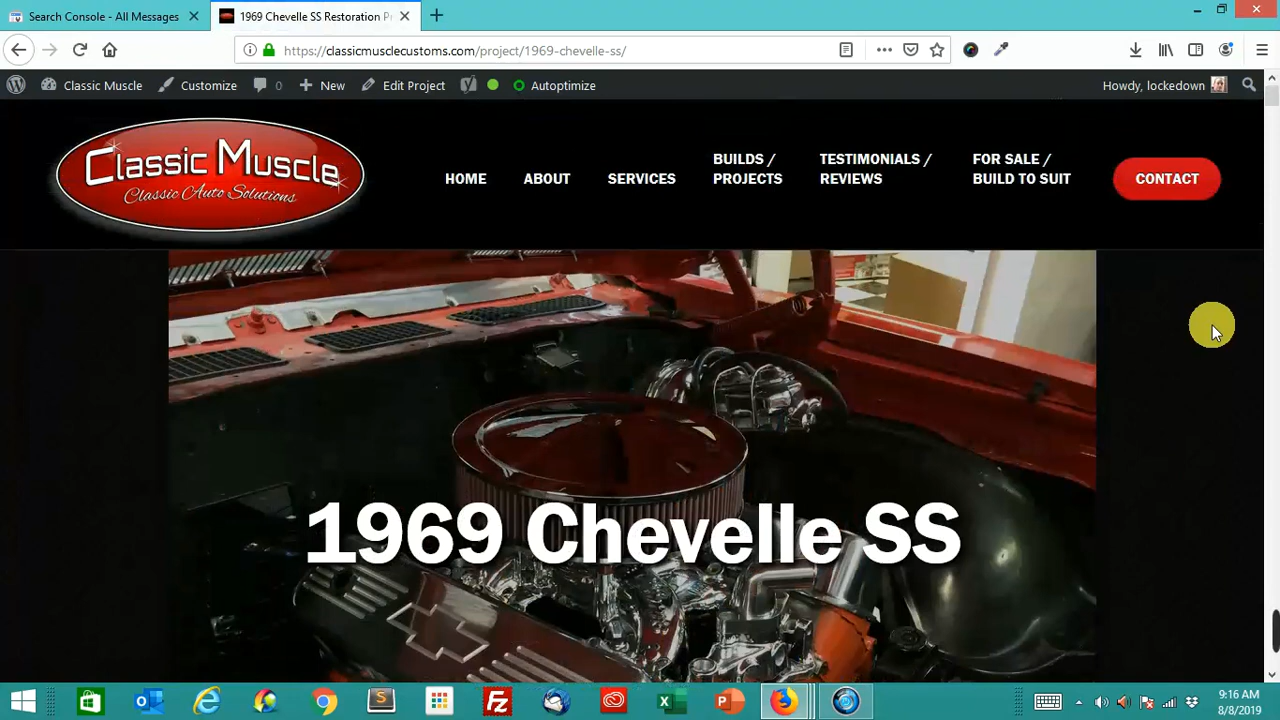 Search Console - All Messages
1969 Chevelle SS Restoration P
https://classicmusclecustoms.com/project/1969-chevelle-ss/
Classic Muscle
Customize
0
New
Edit Project
Autoptimize
Howdy, lockedown
Classic Muscle
Classic Auto Solutions
HOME
ABOUT
SERVICES
BUILDS /
PROJECTS
TESTIMONIALS /
REVIEWS
FOR SALE /
BUILD TO SUIT
CONTACT
1969 Chevelle SS
9:16 AM
8/8/2019